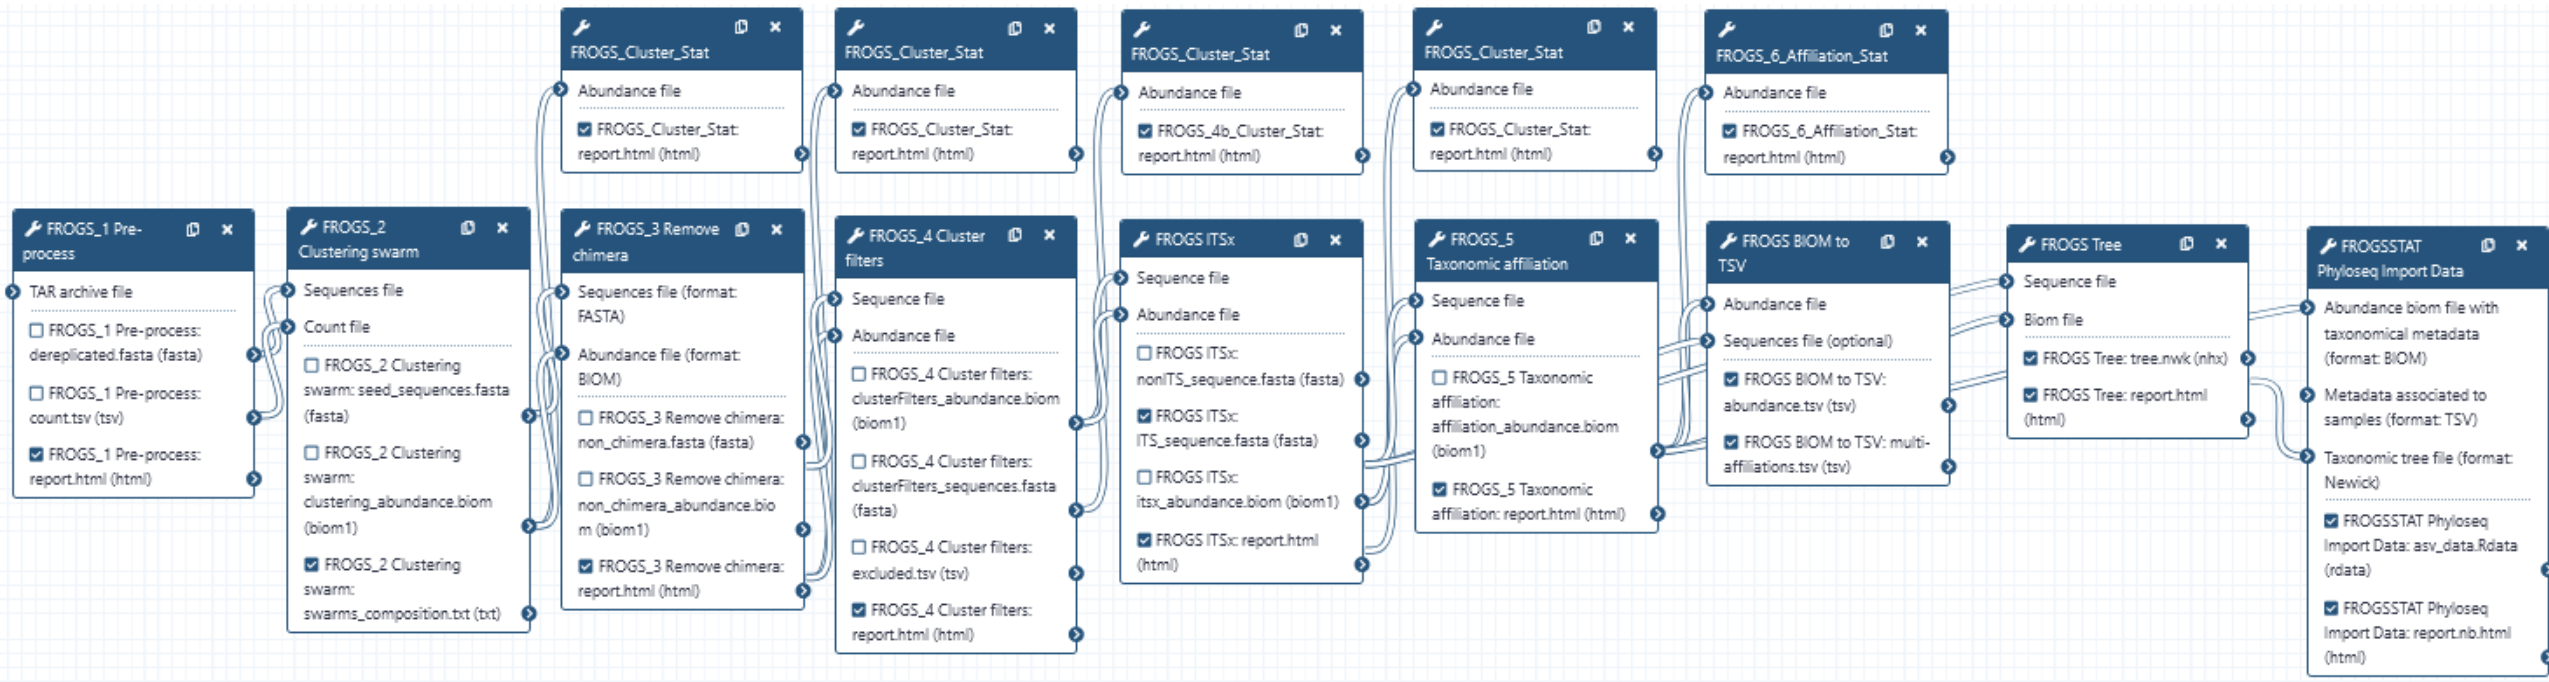 FROGS_Cluster_Stat
Abundance file
FROGS_Cluster_Stat:
report.html (html)
FROGS_Cluster_Stat
Abundance file
FROGS_Cluster_Stat:
report.html (html)
FROGS_Cluster_Stat
Abundance file
FROGS_4b_Cluster_Stat:
report.html (html)
FROGS_Cluster_Stat
Abundance file
FROGS_Cluster_Stat:
report.html (html)
FROGS_6_Affiliation_Stat
Abundance file
FROGS_6_Affiliation_Stat:
report.html (html)
FROGS_1 Pre-
process
TAR archive file
FROGS_1 Pre-process:
dereplicated.fasta (fasta)
FROGS_1 Pre-process:
count.tsv (tsv)
FROGS_1 Pre-process:
report.html (html)
FROGS_2
Clustering swarm
Sequences file
Count file
FROGS_2 Clustering
swarm: seed_sequences.fasta
(fasta)
FROGS_2 Clustering
swarm:
clustering_abundance.biom
(biom1)
FROGS_2 Clustering
swarm:
swarms_composition.txt (txt)
FROGS_3 Remove
chimera
Sequences file (format:
FASTA)
Abundance file (format:
BIOM)
FROGS_3 Remove chimera:
non_chimera.fasta (fasta)
FROGS_3 Remove chimera:
non_chimera_abundance.bio
m (biom1)
FROGS_3 Remove chimera:
report.html (html)
FROGS_4 Cluster
filters
Sequence file
Abundance file
FROGS_4 Cluster filters:
clusterFilters_abundance.biom
(biom1)
FROGS_4 Cluster filters:
clusterFilters_sequences.fasta
(fasta)
FROGS_4 Cluster filters:
excluded.tsv (tsv)
FROGS_4 Cluster filters:
report.html (html)
FROGS ITSx
Sequence file
Abundance file
FROGS ITSx:
nonITS_sequence.fasta (fasta)
FROGS ITSx:
ITS_sequence.fasta (fasta)
FROGS ITSx:
itsx_abundance.biom (biom1)
FROGS ITSx: report.html
(html)
FROGS_5
Taxonomic affiliation
Sequence file
Abundance file
FROGS_5 Taxonomic
affiliation:
affiliation_abundance.biom
(biom1)
FROGS_5 Taxonomic
affiliation: report.html (html)
FROGS BIOM to
TSV
Abundance file
Sequences file (optional)
FROGS BIOM to TSV:
abundance.tsv (tsv)
FROGS BIOM to TSV: multi-
affiliations.tsv (tsv)
FROGS Tree
Sequence file
Biom file
FROGS Tree: tree.nwk (nhx)
FROGS Tree: report.html
(html)
FROGSSTAT
Phyloseq Import Data
Abundance biom file with
taxonomical metadata
(format: BIOM)
Metadata associated to
samples (format: TSV)
Taxonomic tree file (format:
Newick)
FROGSSTAT Phyloseq
Import Data: asv_data.Rdata
(rdata)
FROGSSTAT Phyloseq
Import Data: report.nb.html
(html)